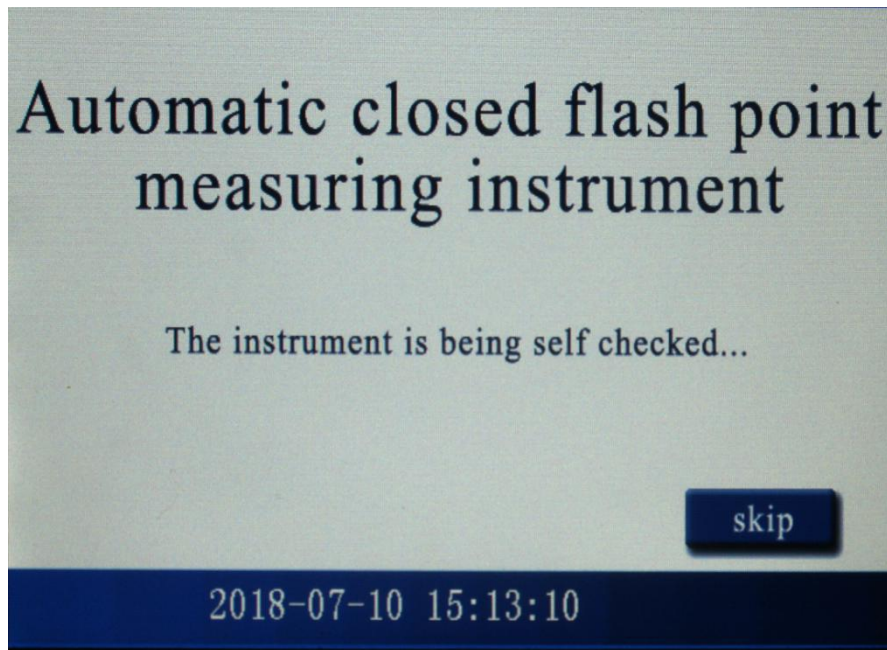 Automatic closed flash point
measuring instrument
The instrument is being self checked...
skip
2018-07-10 15:13:10